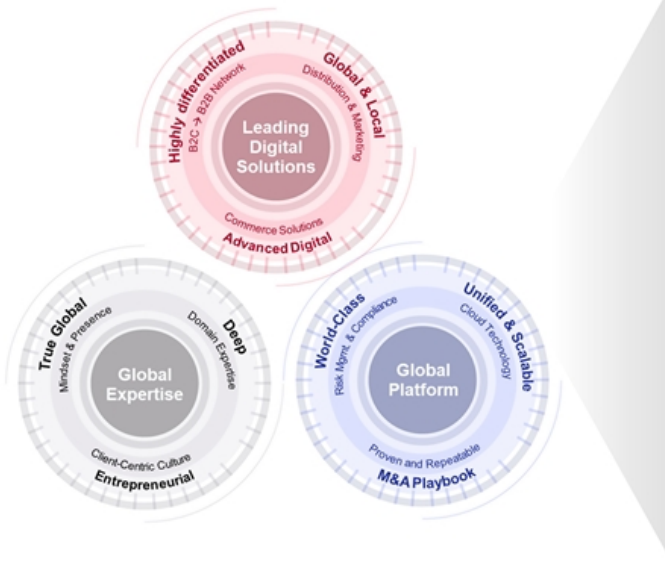 Highly differentiated
B2C → B2B Network
Global & Local
Distribution & Marketing
Leading
Digital
Solutions
Commerce Solutions
Advanced Digital
True Global
Mindset & Presence
Deep
Domain Expertise
Global
Expertise
Client-Centric Culture
Entrepreneurial
World-Class
Risk Mgmt. & Compliance
Unified & Scalable
Cloud Technology
Global
Platform
Proven and Repeatable
M&A Playbook